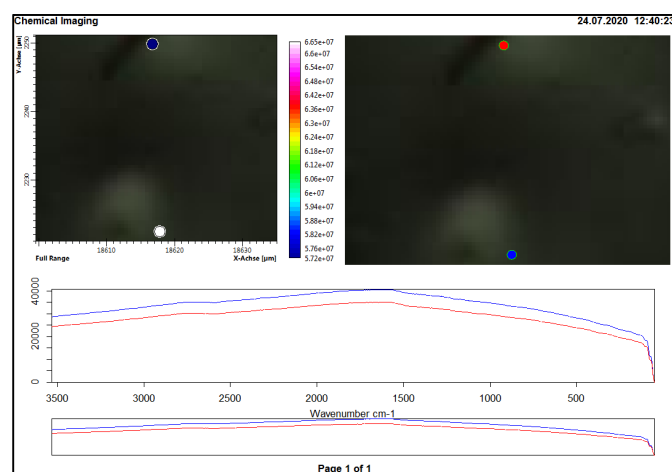 Chemical Imaging 24.07.2020 12:40:23
Y-Achse [µm]
2250
2240
2230
18610 18620 18630
Full Range X-Achse [µm]
6.65e+07
6.6e+07
6.54e+07
6.48e+07
6.42e+07
6.36e+07
6.3e+07
6.24e+07
6.18e+07
6.12e+07
6.06e+07
6e+07
5.94e+07
5.88e+07
5.82e+07
5.76e+07
5.72e+07
40000
20000
0
3500 3000 2500 2000 1500 1000 500
Wavenumber cm-1
Page 1 of 1